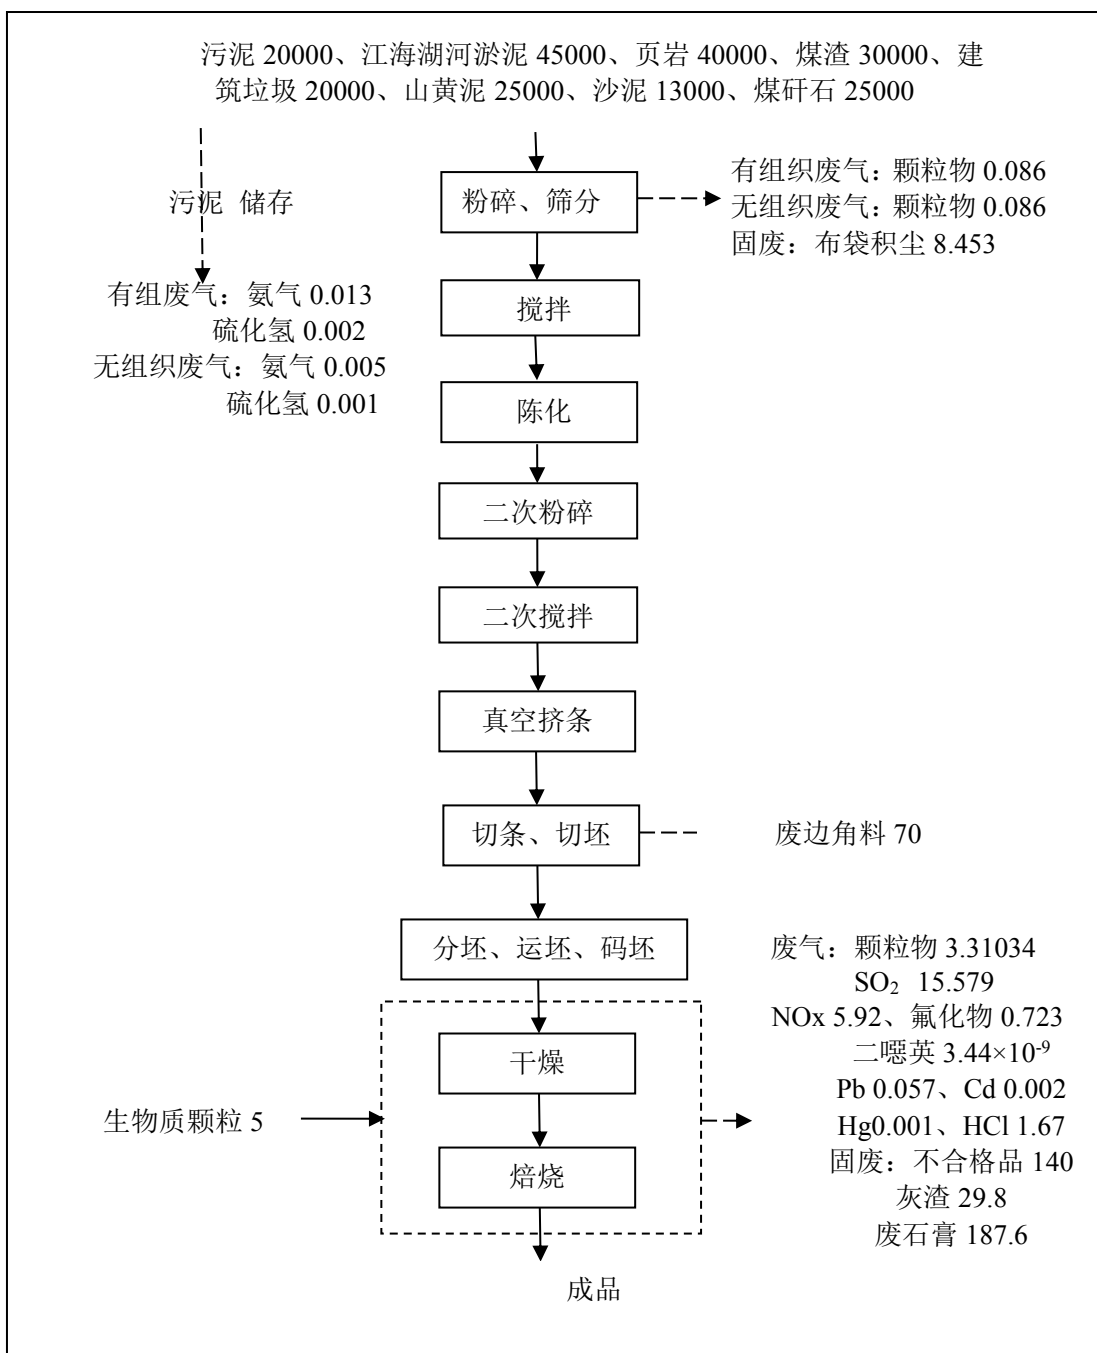 污泥 20000、江海湖河淤泥 45000、页岩 40000、煤渣 30000、建
筑垃圾 20000、山黄泥 25000、沙泥 13000、煤矸石 25000
污泥 储存
有组废气：氨气 0.013
硫化氢 0.002
无组织废气：氨气 0.005
硫化氢 0.001
粉碎、筛分
有组织废气：颗粒物 0.086
无组织废气：颗粒物 0.086
固废：布袋积尘 8.453
搅拌
陈化
二次粉碎
二次搅拌
真空挤条
切条、切坯
废边角料 70
分坯、运坯、码坯
干燥
生物质颗粒 5
焙烧
废气：颗粒物 3.31034
SO₂ 15.579
NOx 5.92、氟化物 0.723
二噁英 3.44×10⁻⁹
Pb 0.057、Cd 0.002
Hg0.001、HCl 1.67
固废：不合格品 140
灰渣 29.8
废石膏 187.6
成品